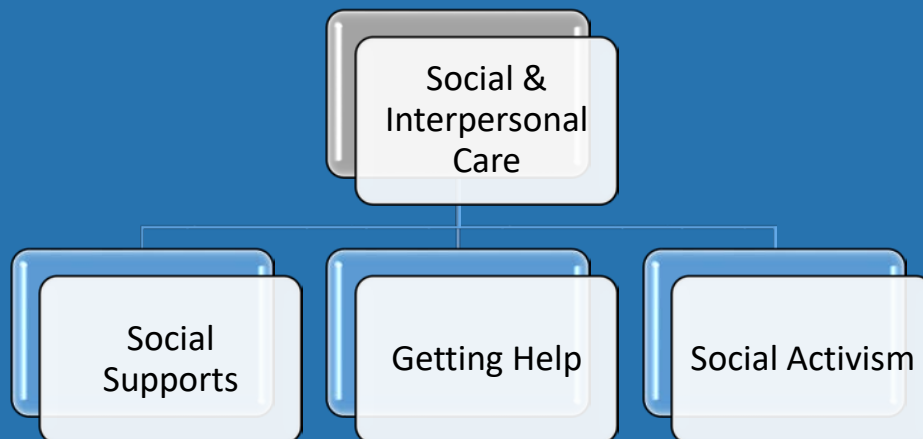 Social &
Interpersonal
Care
Social
Supports
Getting Help
Social Activism